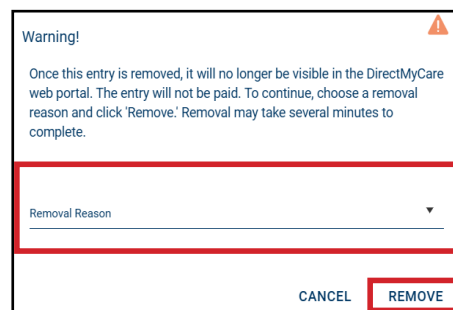 Warning!
Once this entry is removed, it will no longer be visible in the DirectMyCare
web portal. The entry will not be paid. To continue, choose a removal
reason and click 'Remove.' Removal may take several minutes to
complete.
Removal Reason
CANCEL REMOVE